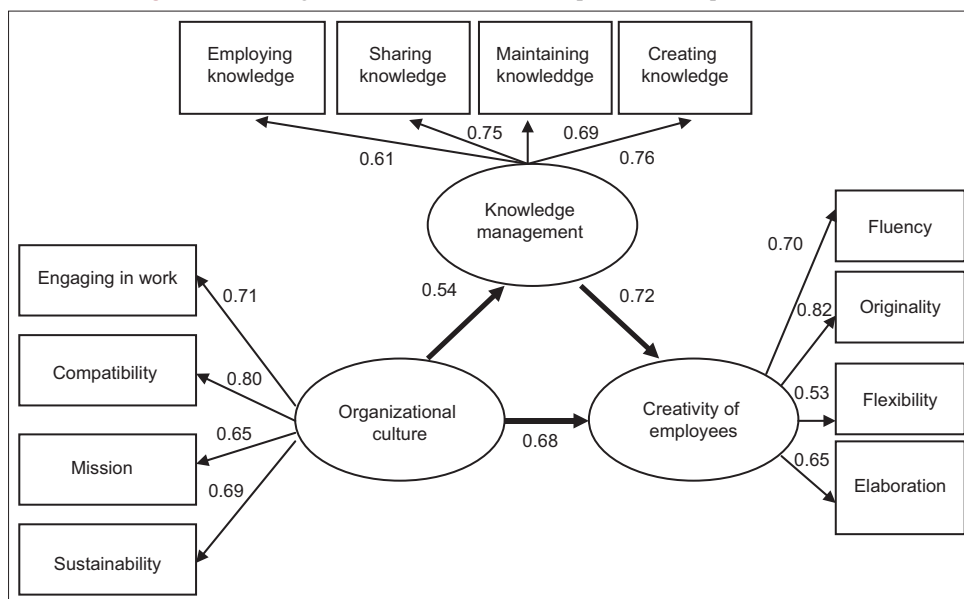 Employing
knowledge
Sharing
knowledge
Maintaining
knowleddge
Creating
knowledge
0.61
0.75
0.69
0.76
Knowledge
management
Fluency
0.70
Engaging in work
0.71
0.54
0.72
0.82
Originality
Compatibility
0.80
Organizational
culture
0.68
Creativity of
employees
0.53
Flexibility
Mission
0.65
0.65
Elaboration
0.69
Sustainability